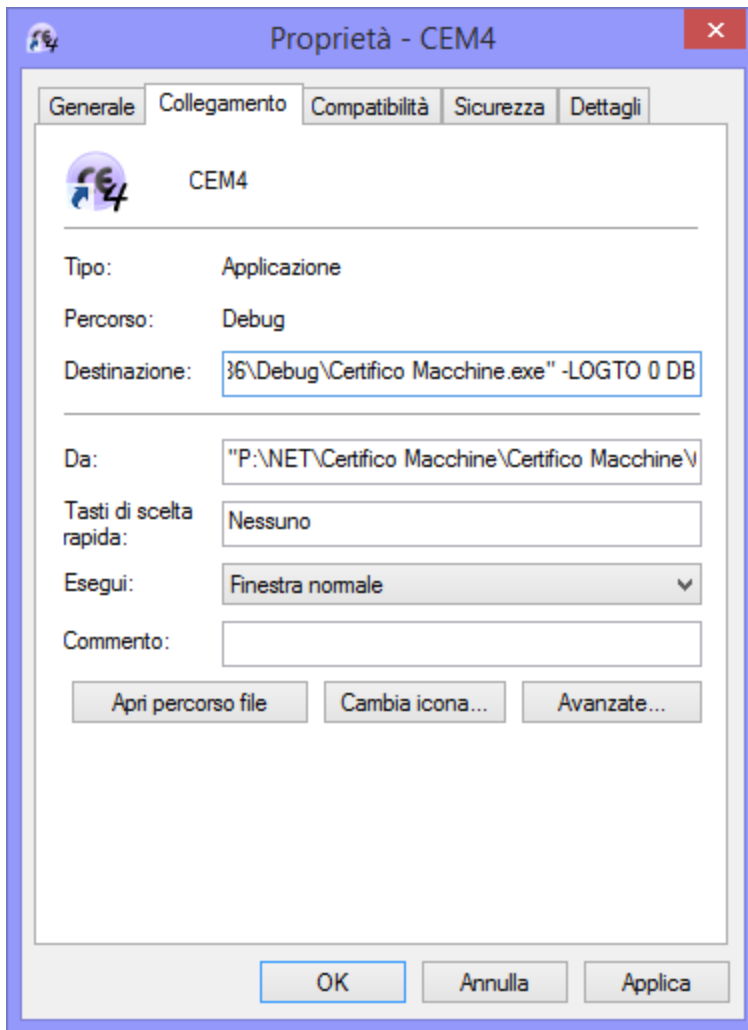 Proprietà - CEM4
Generale Collegamento Compatibilità Sicurezza Dettagli
CEM4
Tipo: Applicazione
Percorso: Debug
Destinazione: 36\Debug\Certifico Macchine.exe" -LOGTO 0 DB
Da: "P:\NET\Certifico Macchine\Certifico Macchine\
Tasti di scelta
rapida:
Nessuno
Esegui: Finestra normale
Commento:
Apri percorso file Cambia icona... Avanzate...
OK Annulla Applica